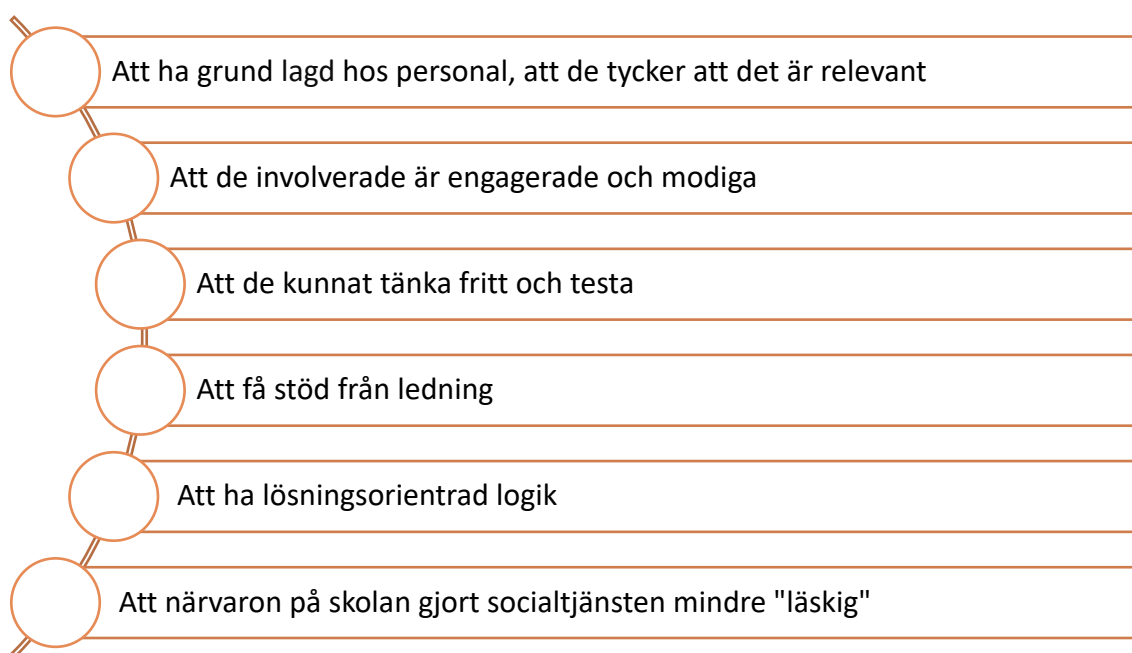 Att ha grund lagd hos personal, att de tycker att det är relevant
Att de involverade är engagerade och modiga
Att de kunnat tänka fritt och testa
Att få stöd från ledning
Att ha lösningsorientrad logik
Att närvaron på skolan gjort socialtjänsten mindre "läskig"